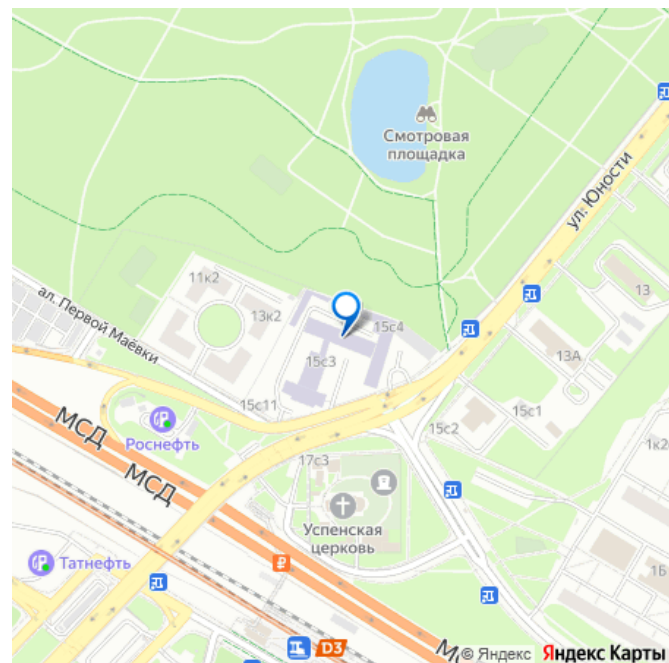 Смотровая
площадка
ул. Юности
11к2
13к2
ал. Первой Маёвки
15с4
15с3
13
13А
15с1
15с11
15с2
МСД
Роснефть
МСД
17с3
1к2
Успенская
церковь
Татнефть
₽
1Б
D3
© Яндекс Яндекс Карты